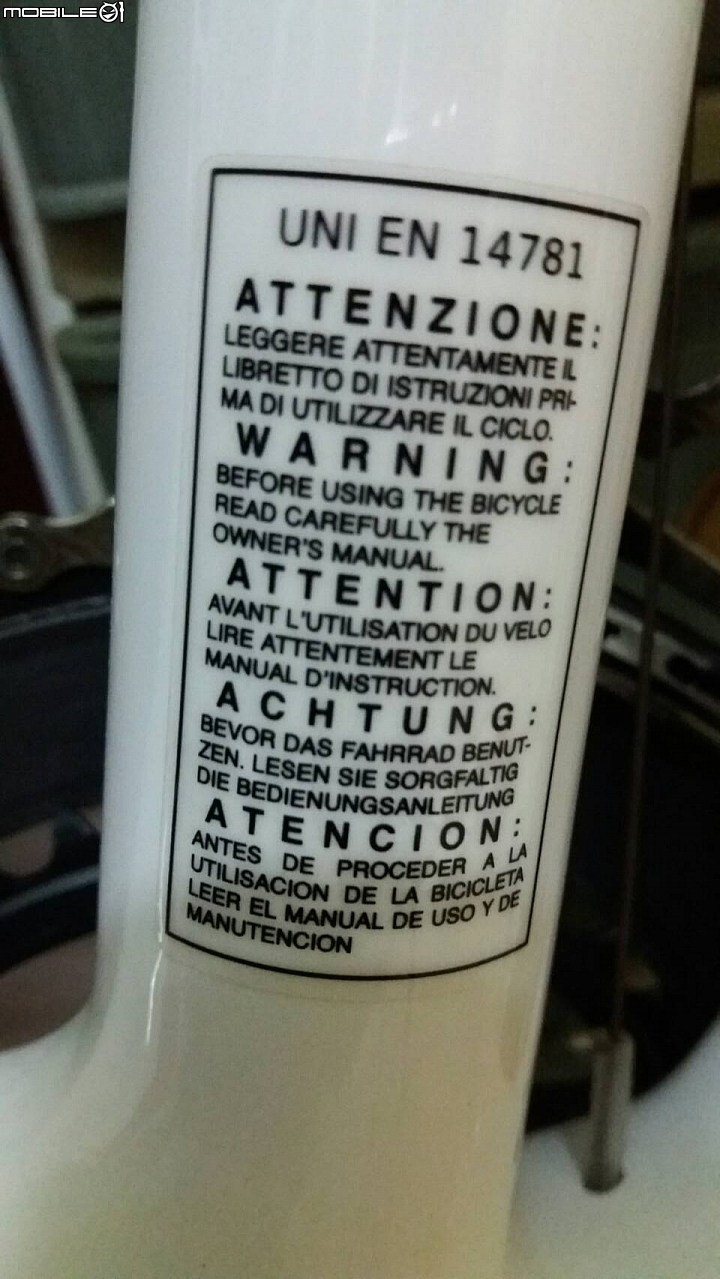 MOBILE01
UNI EN 14781
ATTENZIONE:
LEGGERE ATTENTAMENTE IL
LIBRETTO DI ISTRUZIONI PRI-
MA DI UTILIZZARE IL CICLO.
WARNING:
BEFORE USING THE BICYCLE
READ CAREFULLY THE
OWNER'S MANUAL.
ATTENTION:
AVANT L'UTILISATION DU VELO
LIRE ATTENTEMENT LE
MANUAL D'INSTRUCTION.
ACHTUNG:
BEVOR DAS FAHRRAD BENUT-
ZEN. LESEN SIE SORGFALTIG
DIE BEDIENUNGSANLEITUNG
ATENCION:
ANTES DE PROCEDER A LA
UTILISACION DE LA BICICLETA
LEER EL MANUAL DE USO Y DE
MANUTENCION